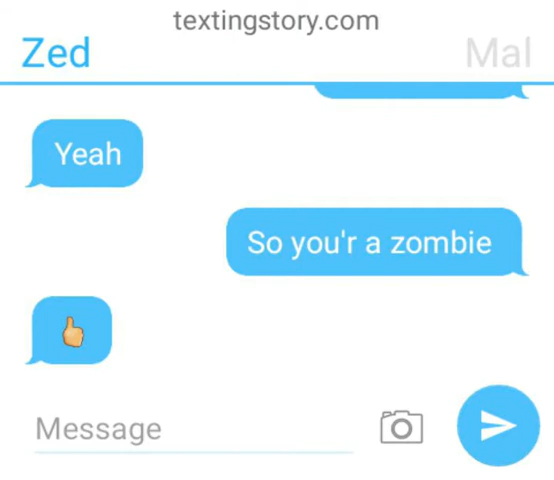 textingstory.com
Zed Mal
Yeah
So you'r a zombie
Message